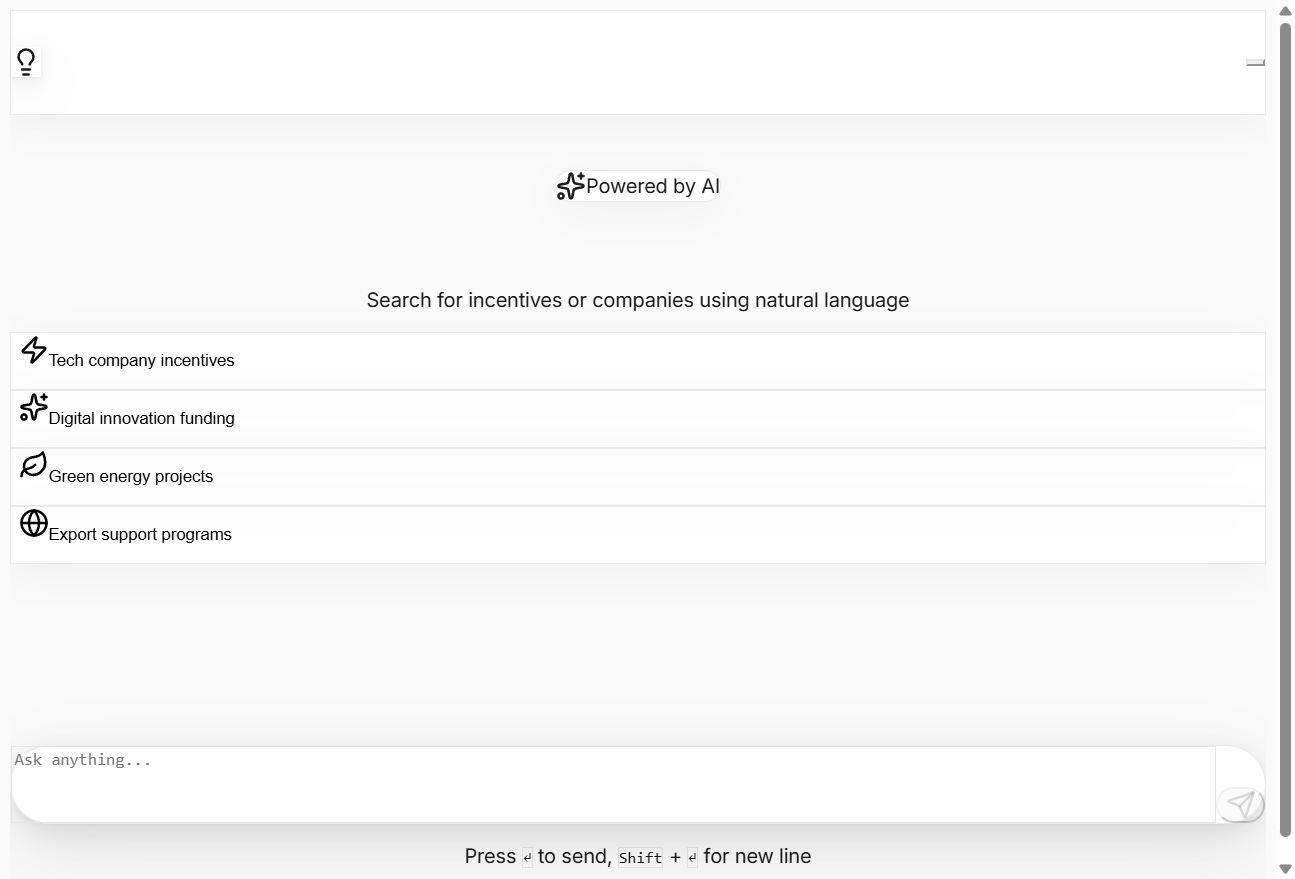 Powered by AI
Search for incentives or companies using natural language
Tech company incentives
Digital innovation funding
Green energy projects
Export support programs
Ask anything...
Press ↵ to send, Shift + ↵ for new line